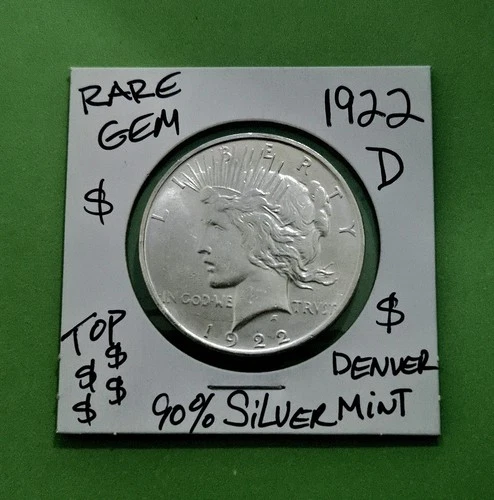 RARE
GEM
$
1922
D
LIBERTY
IN GOD WE TRVST
1922
TOP
$
$ $
$
$
DENVER
MINT
90% SILVER